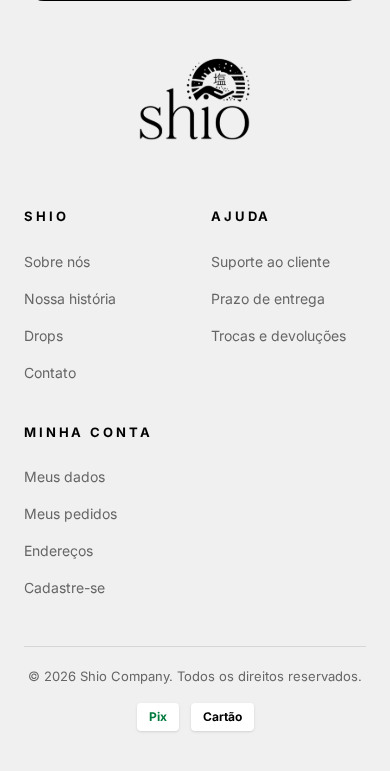 塩
shio
SHIO
Sobre nós
Nossa história
Drops
Contato
AJUDA
Suporte ao cliente
Prazo de entrega
Trocas e devoluções
MINHA CONTA
Meus dados
Meus pedidos
Endereços
Cadastre-se
© 2026 Shio Company. Todos os direitos reservados.
Pix
Cartão